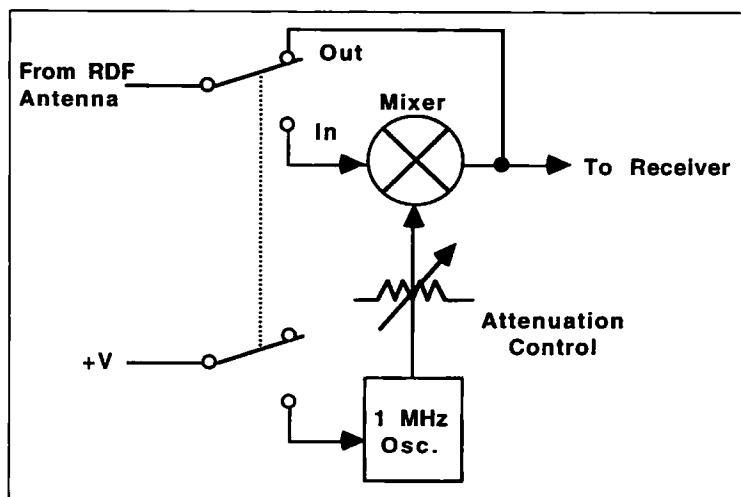 Out
From RDF
Antenna
Mixer
In
To Receiver
Attenuation
Control
+V
1 MHz
Osc.